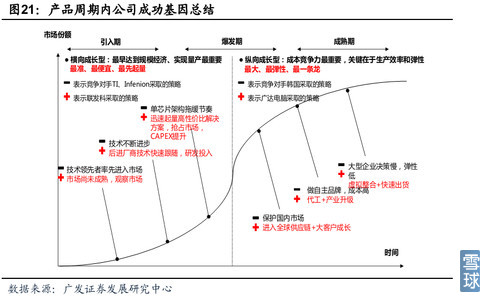 图21：产品周期内公司成功基因总结
市场份额
引入期
爆发期
成熟期
横向成长型：最早达到规模经济、实现量产最重要
最准、最便宜、最先起量
纵向成长型：成本竞争力最重要，关键在于生产效率和弹性
最大、最弹性、最一条龙
表示竞争对手TI、Infenion采取的策略
表示联发科采取的策略
表示竞争对手韩国采取的策略
表示广达电脑采取的策略
单芯片架构拖缓节奏
迅速起量高性价比解决
方案，抢占市场，
CAPEX提升
技术不断进步
后进厂商技术快速跟随，研发投入
技术领先者率先进入市场
市场尚未成熟，观察市场
大型企业决策慢，弹性
低
虚拟整合+快速出货
做自主品牌，成本高
代工+产业升级
保护国内市场
进入全球供应链+大客户成长
时间
数据来源：广发证券发展研究中心
雪球